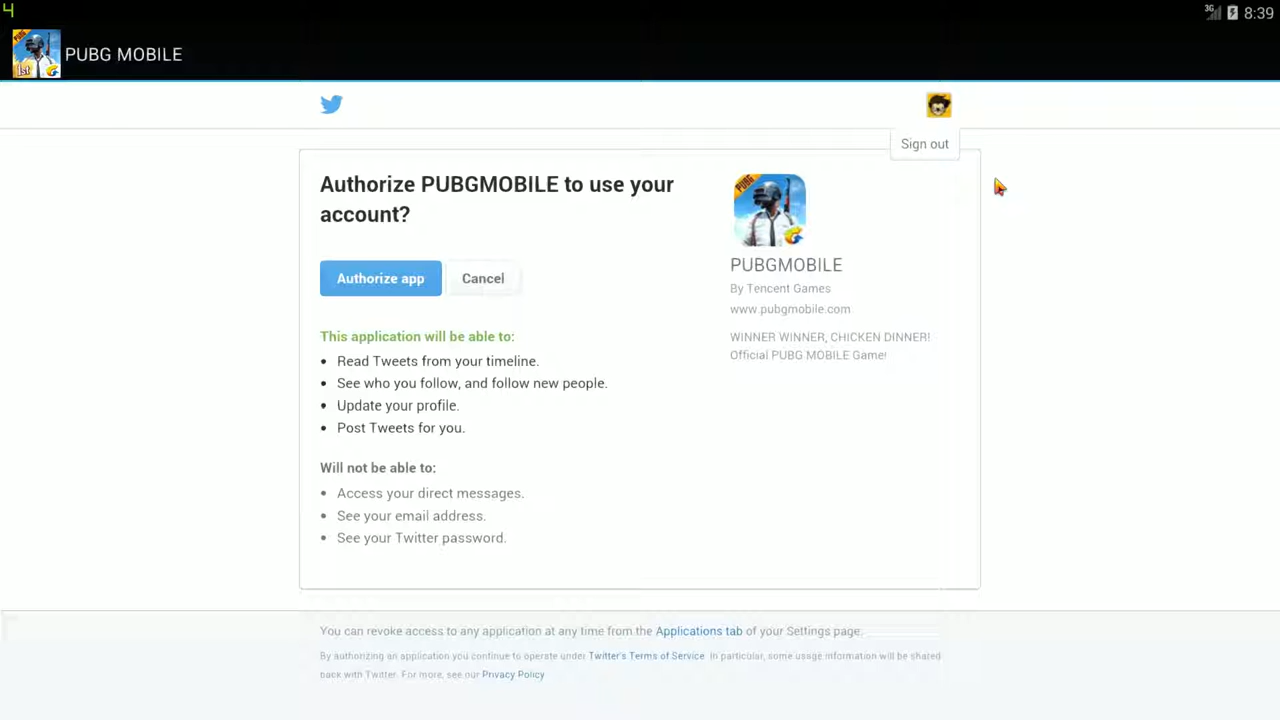 4
3G
8:39
PUBG
1st
PUBG MOBILE
Sign out
Authorize PUBGMOBILE to use your
account?
Authorize app
Cancel
This application will be able to:
• Read Tweets from your timeline.
• See who you follow, and follow new people.
• Update your profile.
• Post Tweets for you.
Will not be able to:
• Access your direct messages.
• See your email address.
• See your Twitter password.
PUBG
PUBGMOBILE
By Tencent Games
www.pubgmobile.com
WINNER WINNER, CHICKEN DINNER!
Official PUBG MOBILE Game!
You can revoke access to any application at any time from the Applications tab of your Settings page.
By authorizing an application you continue to operate under Twitter's Terms of Service. In particular, some usage information will be shared
back with Twitter. For more, see our Privacy Policy